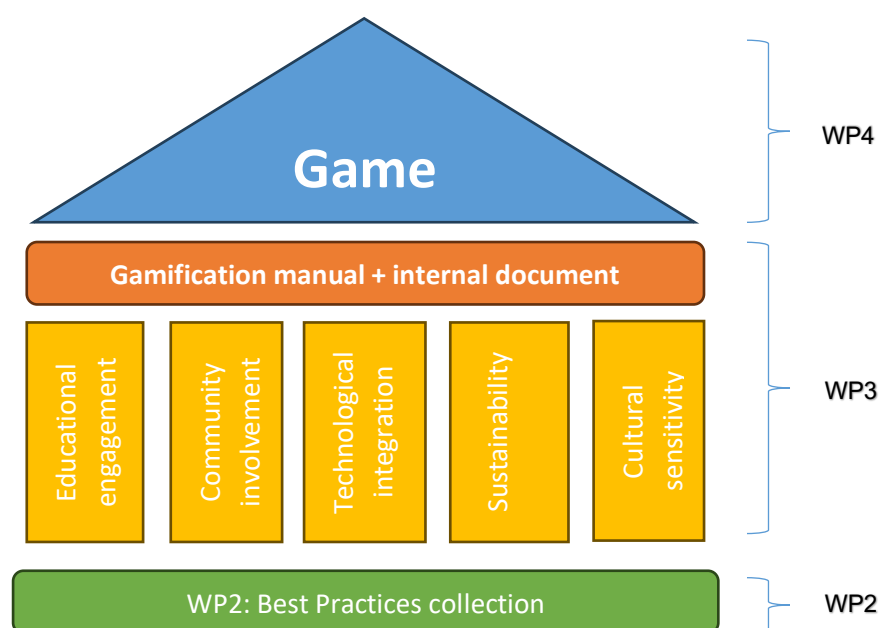 Game
WP4
Gamification manual + internal document
Educational
engagement
Community
involvement
Technological
integration
Sustainability
Cultural
sensitivity
WP3
WP2: Best Practices collection
WP2